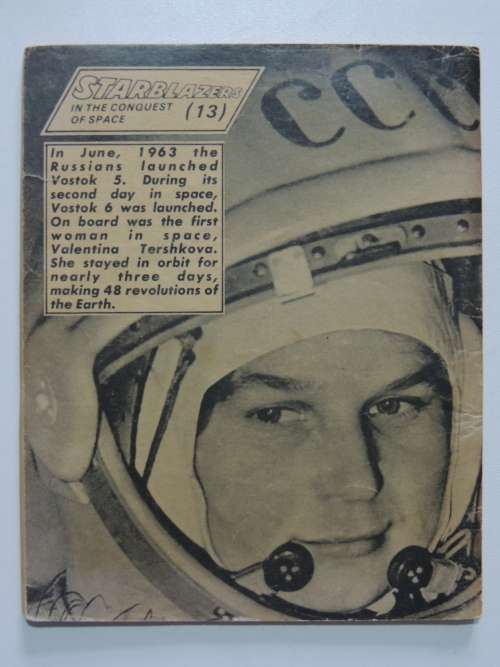 STARBLAZERS
IN THE CONQUEST
OF SPACE (13)
In June, 1963 the
Russians launched
Vostok 5. During its
second day in space,
Vostok 6 was launched.
On board was the first
woman in space,
Valentina Tershkova.
She stayed in orbit for
nearly three days,
making 48 revolutions of
the Earth.
CCC